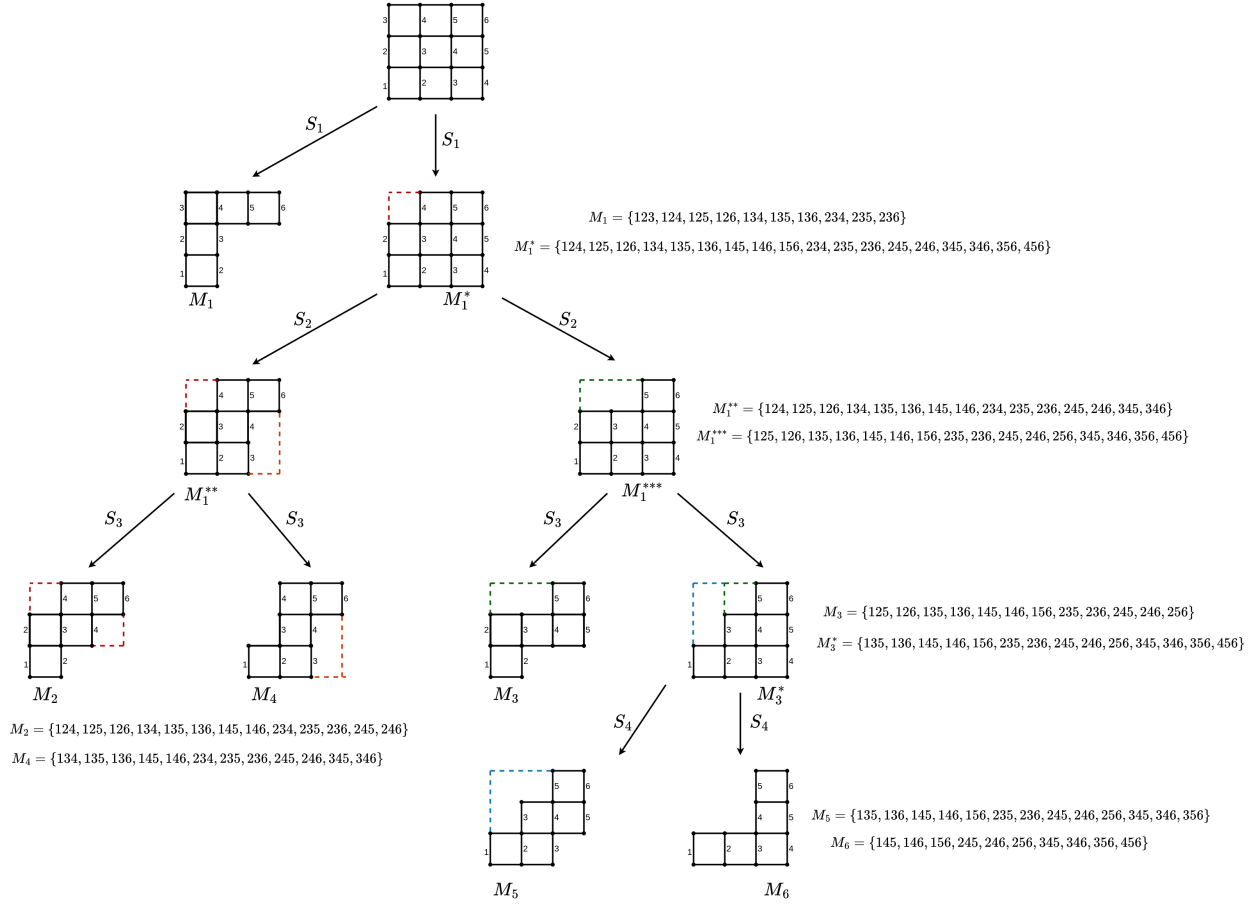 3 4 5 6
2 3 4 5
1 2 3 4
S₁ S₁
3 4 5 6
2 3
1 2
M₁
4 5 6
2 3 4 5
1 2 3 4
M₁*
M₁ = {123, 124, 125, 126, 134, 135, 136, 234, 235, 236}
M₁* = {124, 125, 126, 134, 135, 136, 145, 146, 156, 234, 235, 236, 245, 246, 345, 346, 356, 456}
S₂ S₂
4 5 6
2 3 4
1 2 3
M₁**
5 6
2 3 4 5
1 2 3 4
M₁***
M₁** = {124, 125, 126, 134, 135, 136, 145, 146, 234, 235, 236, 245, 246, 345, 346}
M₁*** = {125, 126, 135, 136, 145, 146, 156, 235, 236, 245, 246, 256, 345, 346, 356, 456}
S₃ S₃ S₃ S₃
4 5 6
2 3 4
1 2
M₂
4 5 6
3 4
1 2 3
M₄
5 6
2 3 4 5
1 2
M₃
5 6
3 4 5
1 2 3 4
M₃*
M₃ = {125, 126, 135, 136, 145, 146, 156, 235, 236, 245, 246, 256}
M₃* = {135, 136, 145, 146, 156, 235, 236, 245, 246, 256, 345, 346, 356, 456}
M₂ = {124, 125, 126, 134, 135, 136, 145, 146, 234, 235, 236, 245, 246}
M₄ = {134, 135, 136, 145, 146, 234, 235, 236, 245, 246, 345, 346}
S₄ S₄
5 6
3 4 5
1 2 3
M₅
5 6
4 5
1 2 3 4
M₆
M₅ = {135, 136, 145, 146, 156, 235, 236, 245, 246, 256, 345, 346, 356}
M₆ = {145, 146, 156, 245, 246, 256, 345, 346, 356, 456}